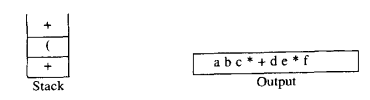 +
(
+
Stack
a b c * + d e * f
Output